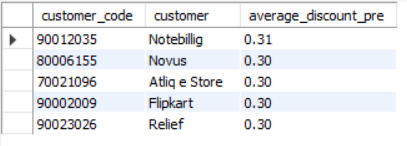 customer_code customer average_discount_pre
90012035 Notebillig 0.31
80006155 Novus 0.30
70021096 Atliq e Store 0.30
90002009 Flipkart 0.30
90023026 Relief 0.30